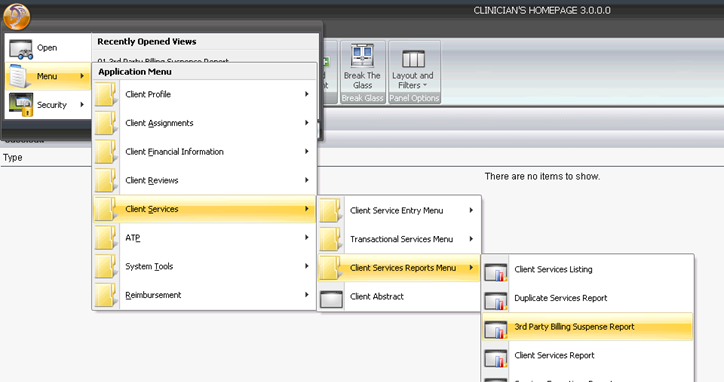 CLINICIAN'S HOMEPAGE 3.0.0.0
Open
Menu
Security
Recently Opened Views
01 3rd Party Billing Suspense Report
Application Menu
Client Profile
Client Assignments
Client Financial Information
Client Reviews
Client Services
ATP
System Tools
Reimbursement
Break The
Glass
Break Glass
Layout and
Filters
Panel Options
Type
There are no items to show.
Client Service Entry Menu
Transactional Services Menu
Client Services Reports Menu
Client Abstract
Client Services Listing
Duplicate Services Report
3rd Party Billing Suspense Report
Client Services Report